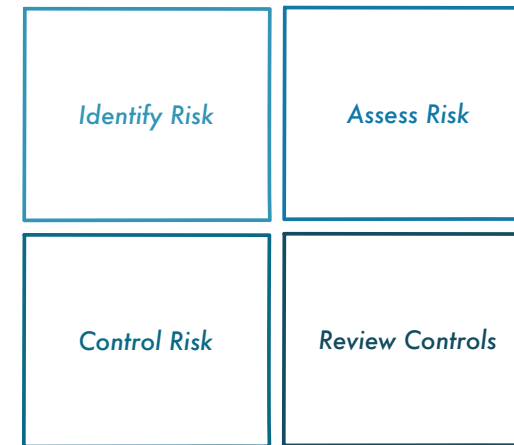 Identify Risk
Assess Risk
Control Risk
Review Controls